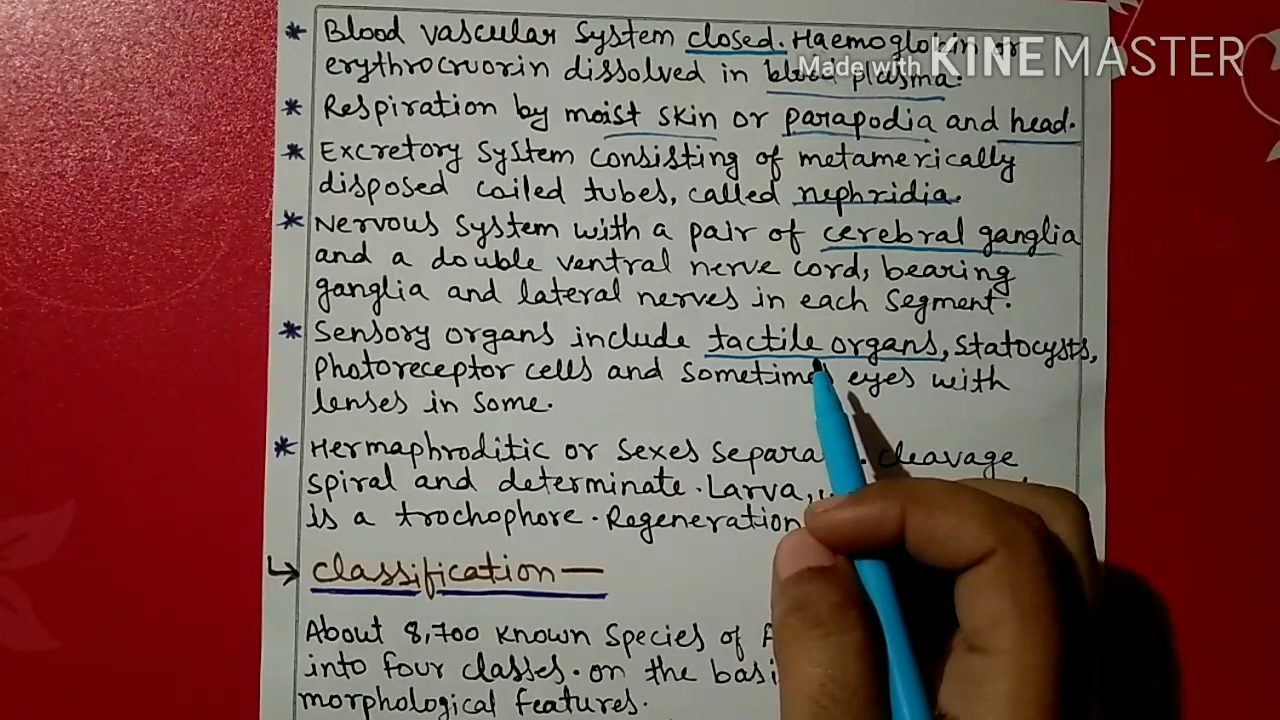 * Blood vascular System closed. Haemoglobin or
Made with KINEMASTER
erythrocruorin dissolved in blood plasma.
* Respiration by moist skin or parapodia and head.
* Excretory System consisting of metamerically
disposed coiled tubes, called nephridia.
* Nervous System with a pair of cerebral ganglia
and a double ventral nerve cord, bearing
ganglia and lateral nerves in each Segment.
* Sensory organs include tactile organs, Statocysts,
Photoreceptor cells and Sometimes eyes with
lenses in Some.
* Hermaphroditic or Sexes Separa cleavage
Spiral and determinate. Larva,
is a trochophore. Regeneration
↳ Classification —
About 8,700 known Species of
into four classes. on the basi
morphological features.